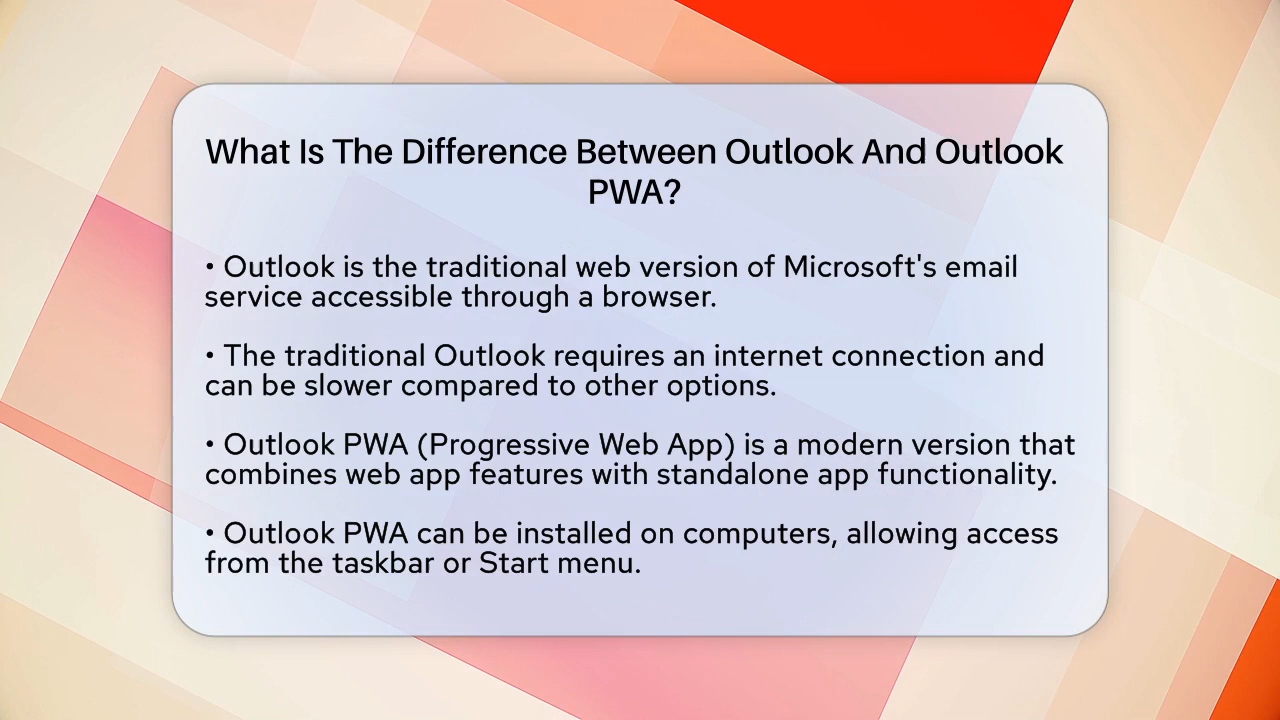 What Is The Difference Between Outlook And Outlook
PWA?
• Outlook is the traditional web version of Microsoft's email
service accessible through a browser.
• The traditional Outlook requires an internet connection and
can be slower compared to other options.
• Outlook PWA (Progressive Web App) is a modern version that
combines web app features with standalone app functionality.
• Outlook PWA can be installed on computers, allowing access
from the taskbar or Start menu.